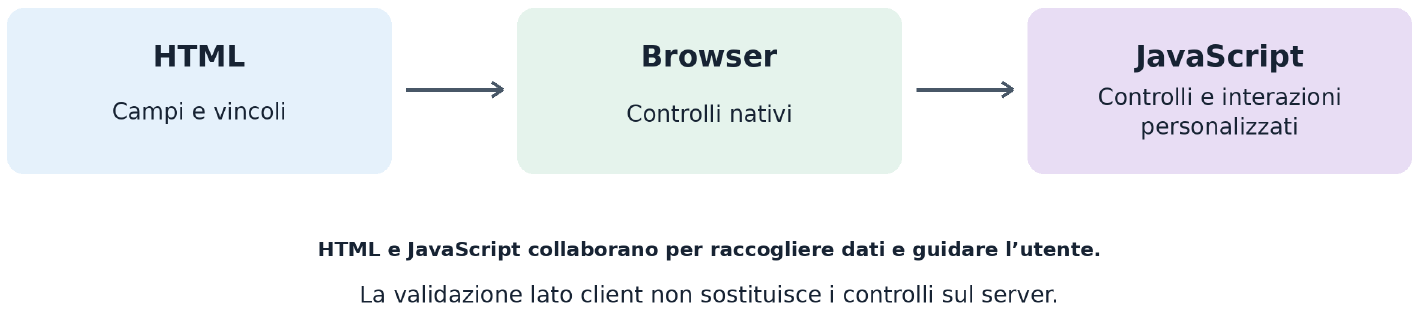 HTML
Campi e vincoli
Browser
Controlli nativi
JavaScript
Controlli e interazioni
personalizzati
HTML e JavaScript collaborano per raccogliere dati e guidare l’utente.
La validazione lato client non sostituisce i controlli sul server.